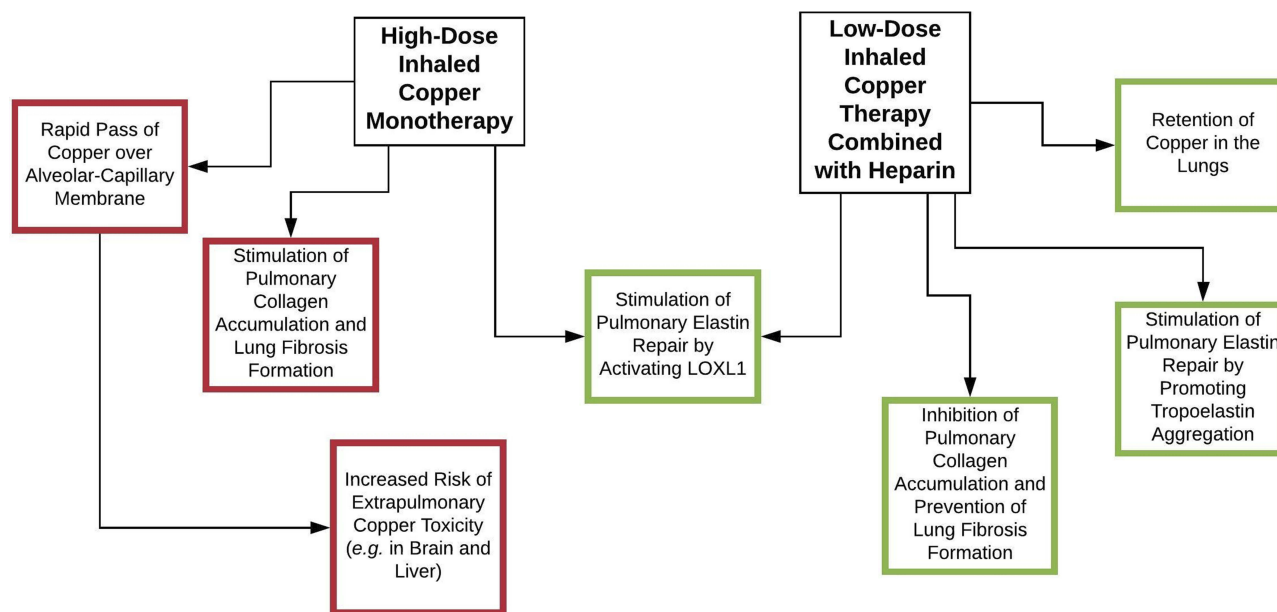 High-Dose
Inhaled
Copper
Monotherapy
Low-Dose
Inhaled
Copper
Therapy
Combined
with Heparin
Rapid Pass of
Copper over
Alveolar-Capillary
Membrane
Retention of
Copper in the
Lungs
Stimulation of
Pulmonary
Collagen
Accumulation and
Lung Fibrosis
Formation
Stimulation of
Pulmonary Elastin
Repair by
Activating LOXL1
Stimulation of
Pulmonary Elastin
Repair by
Promoting
Tropoelastin
Aggregation
Inhibition of
Pulmonary
Collagen
Accumulation and
Prevention of
Lung Fibrosis
Formation
Increased Risk of
Extrapulmonary
Copper Toxicity
(e.g. in Brain and
Liver)